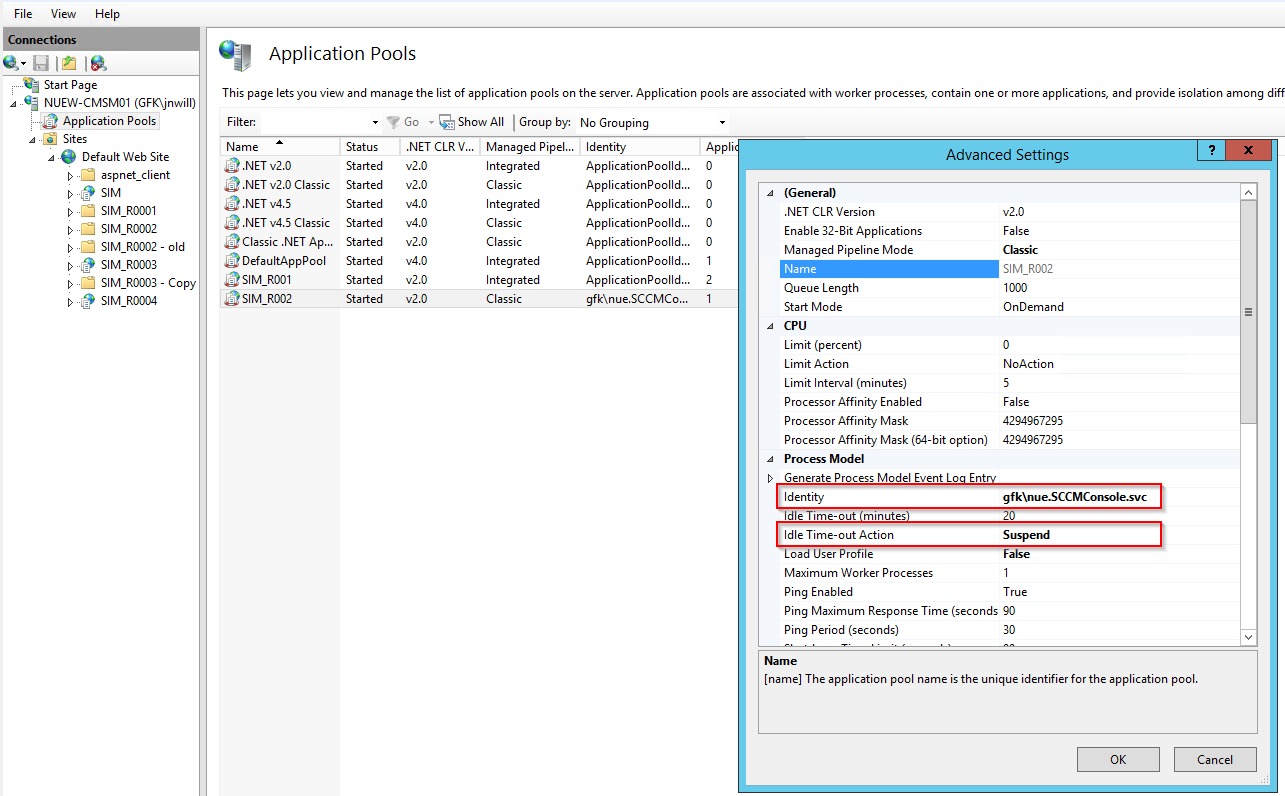 File View Help
Connections
Start Page
NUEW-CMSM01 (GFK\jnwill)
Application Pools
Sites
Default Web Site
aspnet_client
SIM
SIM_R0001
SIM_R0002
SIM_R0002 - old
SIM_R0003
SIM_R0003 - Copy
SIM_R0004
Application Pools
This page lets you view and manage the list of application pools on the server. Application pools are associated with worker processes, contain one or more applications, and provide isolation among diff
Filter: Go Show All Group by: No Grouping
Name Status .NET CLR V... Managed Pipel... Identity Applic
.NET v2.0 Started v2.0 Integrated ApplicationPoolId... 0
.NET v2.0 Classic Started v2.0 Classic ApplicationPoolId... 0
.NET v4.5 Started v4.0 Integrated ApplicationPoolId... 0
.NET v4.5 Classic Started v4.0 Classic ApplicationPoolId... 0
Classic .NET Ap... Started v2.0 Classic ApplicationPoolId... 0
DefaultAppPool Started v4.0 Integrated ApplicationPoolId... 1
SIM_R001 Started v2.0 Integrated ApplicationPoolId... 2
SIM_R002 Started v2.0 Classic gfk\nue.SCCMCo... 1
Advanced Settings
? X
(General)
.NET CLR Version v2.0
Enable 32-Bit Applications False
Managed Pipeline Mode Classic
Name SIM_R002
Queue Length 1000
Start Mode OnDemand
CPU
Limit (percent) 0
Limit Action NoAction
Limit Interval (minutes) 5
Processor Affinity Enabled False
Processor Affinity Mask 4294967295
Processor Affinity Mask (64-bit option) 4294967295
Process Model
Generate Process Model Event Log Entry
Identity gfk\nue.SCCMConsole.svc
Idle Time-out (minutes) 20
Idle Time-out Action Suspend
Load User Profile False
Maximum Worker Processes 1
Ping Enabled True
Ping Maximum Response Time (seconds 90
Ping Period (seconds) 30
Name
[name] The application pool name is the unique identifier for the application pool.
OK Cancel